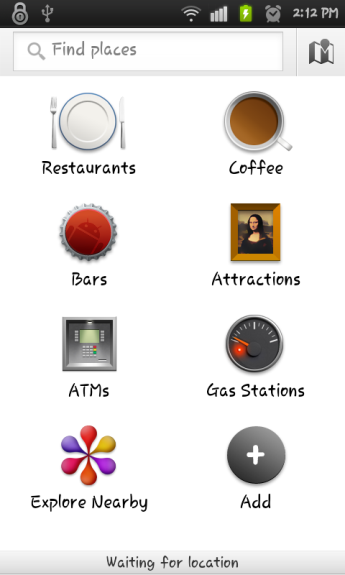 2:12 PM
Find places
Restaurants
Coffee
Bars
Attractions
ATMs
Gas Stations
Explore Nearby
Add
Waiting for location